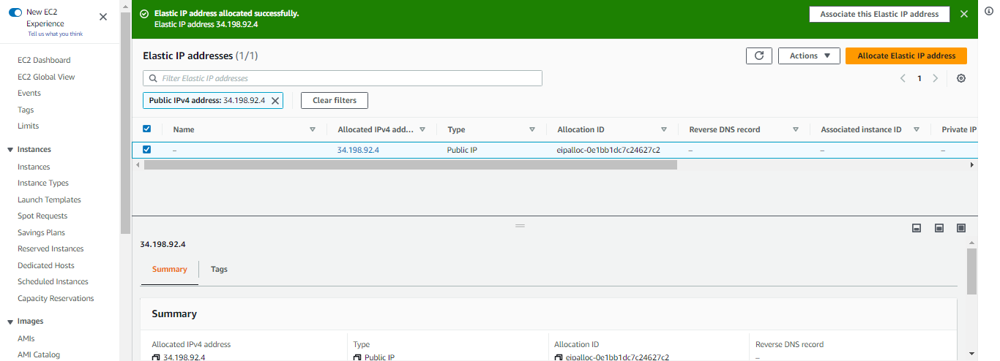 New EC2
Experience
Tell us what you think
EC2 Dashboard
EC2 Global View
Events
Tags
Limits
Instances
Instances
Instance Types
Launch Templates
Spot Requests
Savings Plans
Reserved Instances
Dedicated Hosts
Scheduled Instances
Capacity Reservations
Images
AMIs
AMI Catalog
Elastic IP address allocated successfully.
Elastic IP address 34.198.92.4
Associate this Elastic IP address
Elastic IP addresses (1/1)
Actions
Allocate Elastic IP address
Filter Elastic IP addresses
1
Public IPv4 address: 34.198.92.4
Clear filters
Name Allocated IPv4 add... Type Allocation ID Reverse DNS record Associated instance ID Private IP
– 34.198.92.4 Public IP eipalloc-0e1bb1dc7c24627c2 – – –
34.198.92.4
Summary Tags
Summary
Allocated IPv4 address Type Allocation ID Reverse DNS record
34.198.92.4 Public IP eipalloc-0e1bb1dc7c24627c2 –